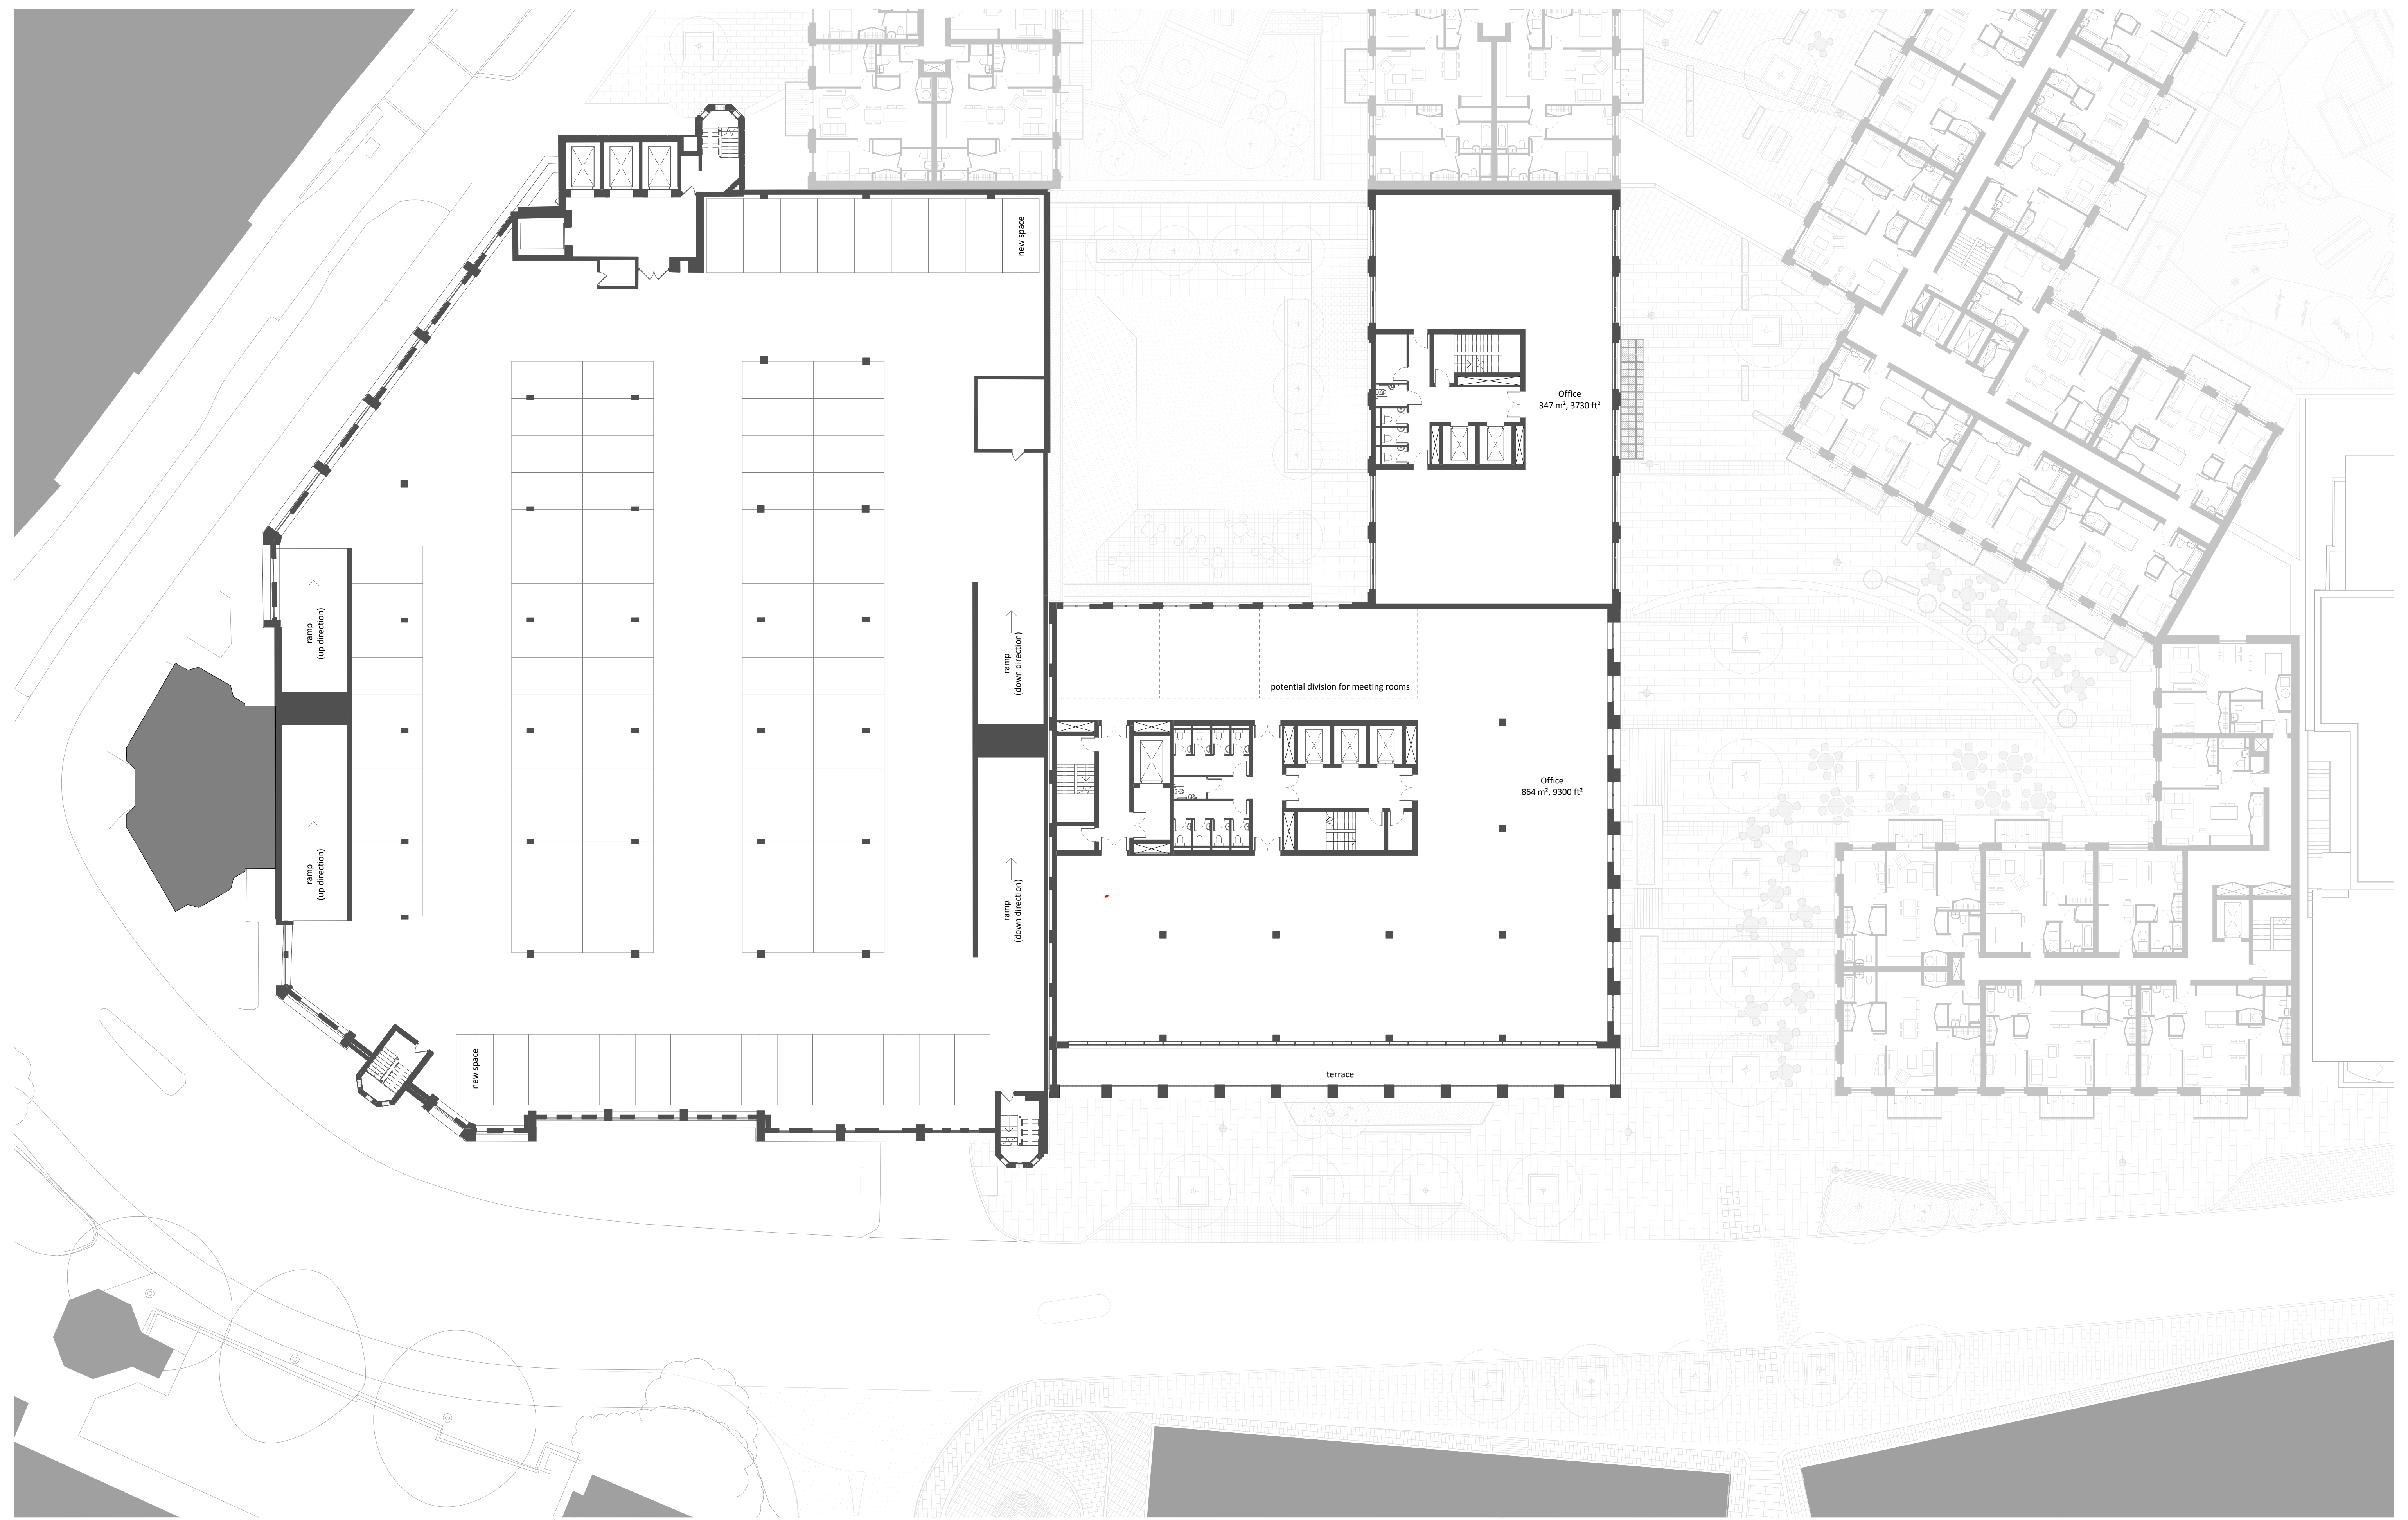 new space
Office
347 m², 3730 ft²
ramp
(up direction)
ramp
(down direction)
potential division for meeting rooms
Office
864 m², 9300 ft²
ramp
(up direction)
ramp
(down direction)
new space
terrace